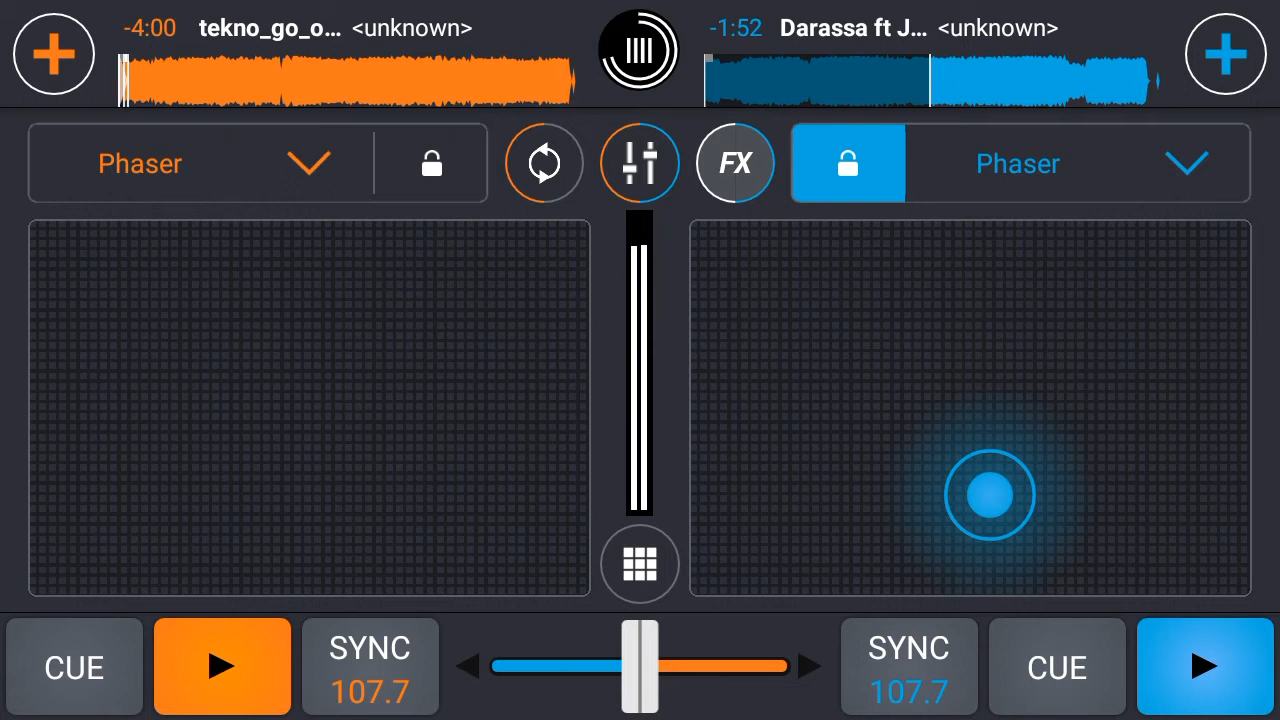 -4:00 tekno_go_o... <unknown>
-1:52 Darassa ft J... <unknown>
Phaser
FX
Phaser
CUE
SYNC
107.7
SYNC
107.7
CUE